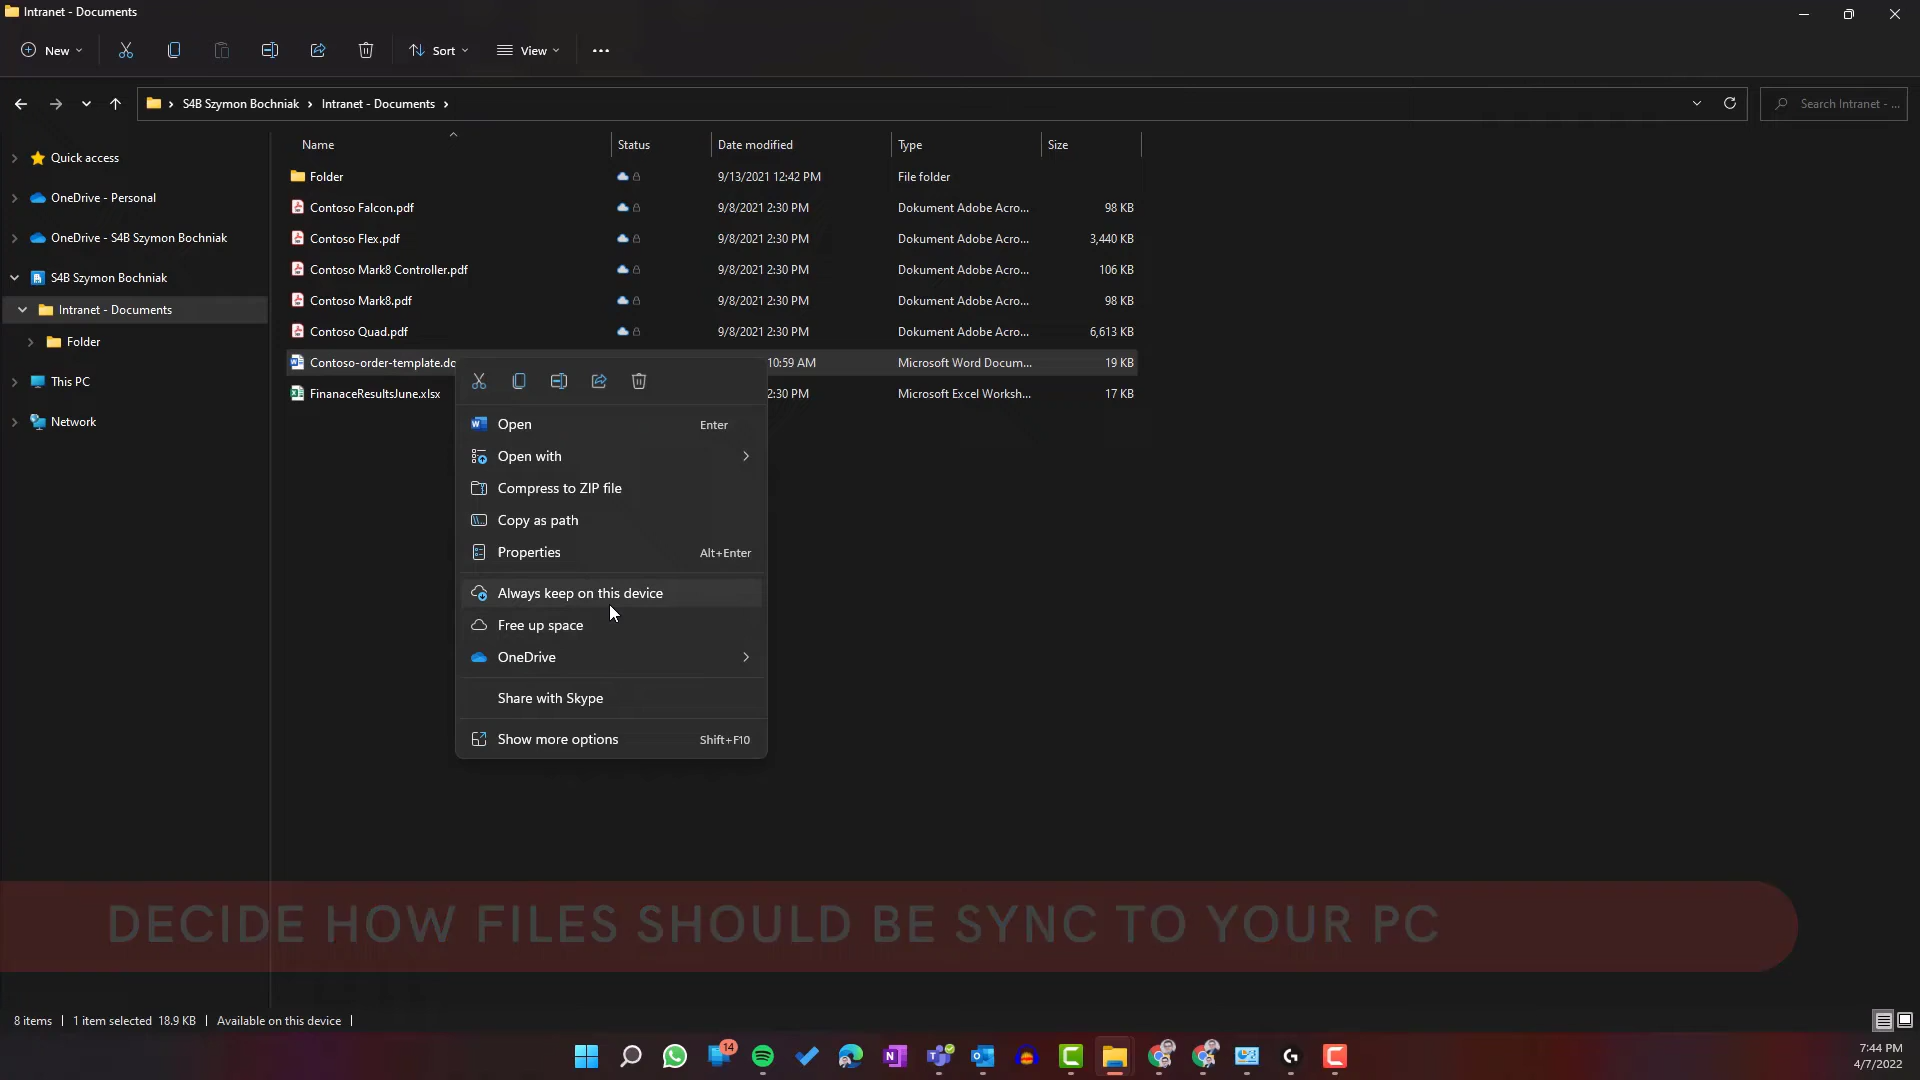 Intranet - Documents
New
Sort
View
S4B Szymon Bochniak
Intranet - Documents
Search Intranet - ...
Name
Status
Date modified
Type
Size
Quick access
OneDrive - Personal
OneDrive - S4B Szymon Bochniak
S4B Szymon Bochniak
Intranet - Documents
Folder
This PC
Network
Folder 9/13/2021 12:42 PM File folder
Contoso Falcon.pdf 9/8/2021 2:30 PM Dokument Adobe Acro... 98 KB
Contoso Flex.pdf 9/8/2021 2:30 PM Dokument Adobe Acro... 3,440 KB
Contoso Mark8 Controller.pdf 9/8/2021 2:30 PM Dokument Adobe Acro... 106 KB
Contoso Mark8.pdf 9/8/2021 2:30 PM Dokument Adobe Acro... 98 KB
Contoso Quad.pdf 9/8/2021 2:30 PM Dokument Adobe Acro... 6,613 KB
Contoso-order-template.dc 10:59 AM Microsoft Word Docum... 19 KB
FinanaceResultsJune.xlsx 2:30 PM Microsoft Excel Worksh... 17 KB
Open Enter
Open with
Compress to ZIP file
Copy as path
Properties Alt+Enter
Always keep on this device
Free up space
OneDrive
Share with Skype
Show more options Shift+F10
DECIDE HOW FILES SHOULD BE SYNC TO YOUR PC
8 items 1 item selected 18.9 KB Available on this device
14
7:44 PM
4/7/2022